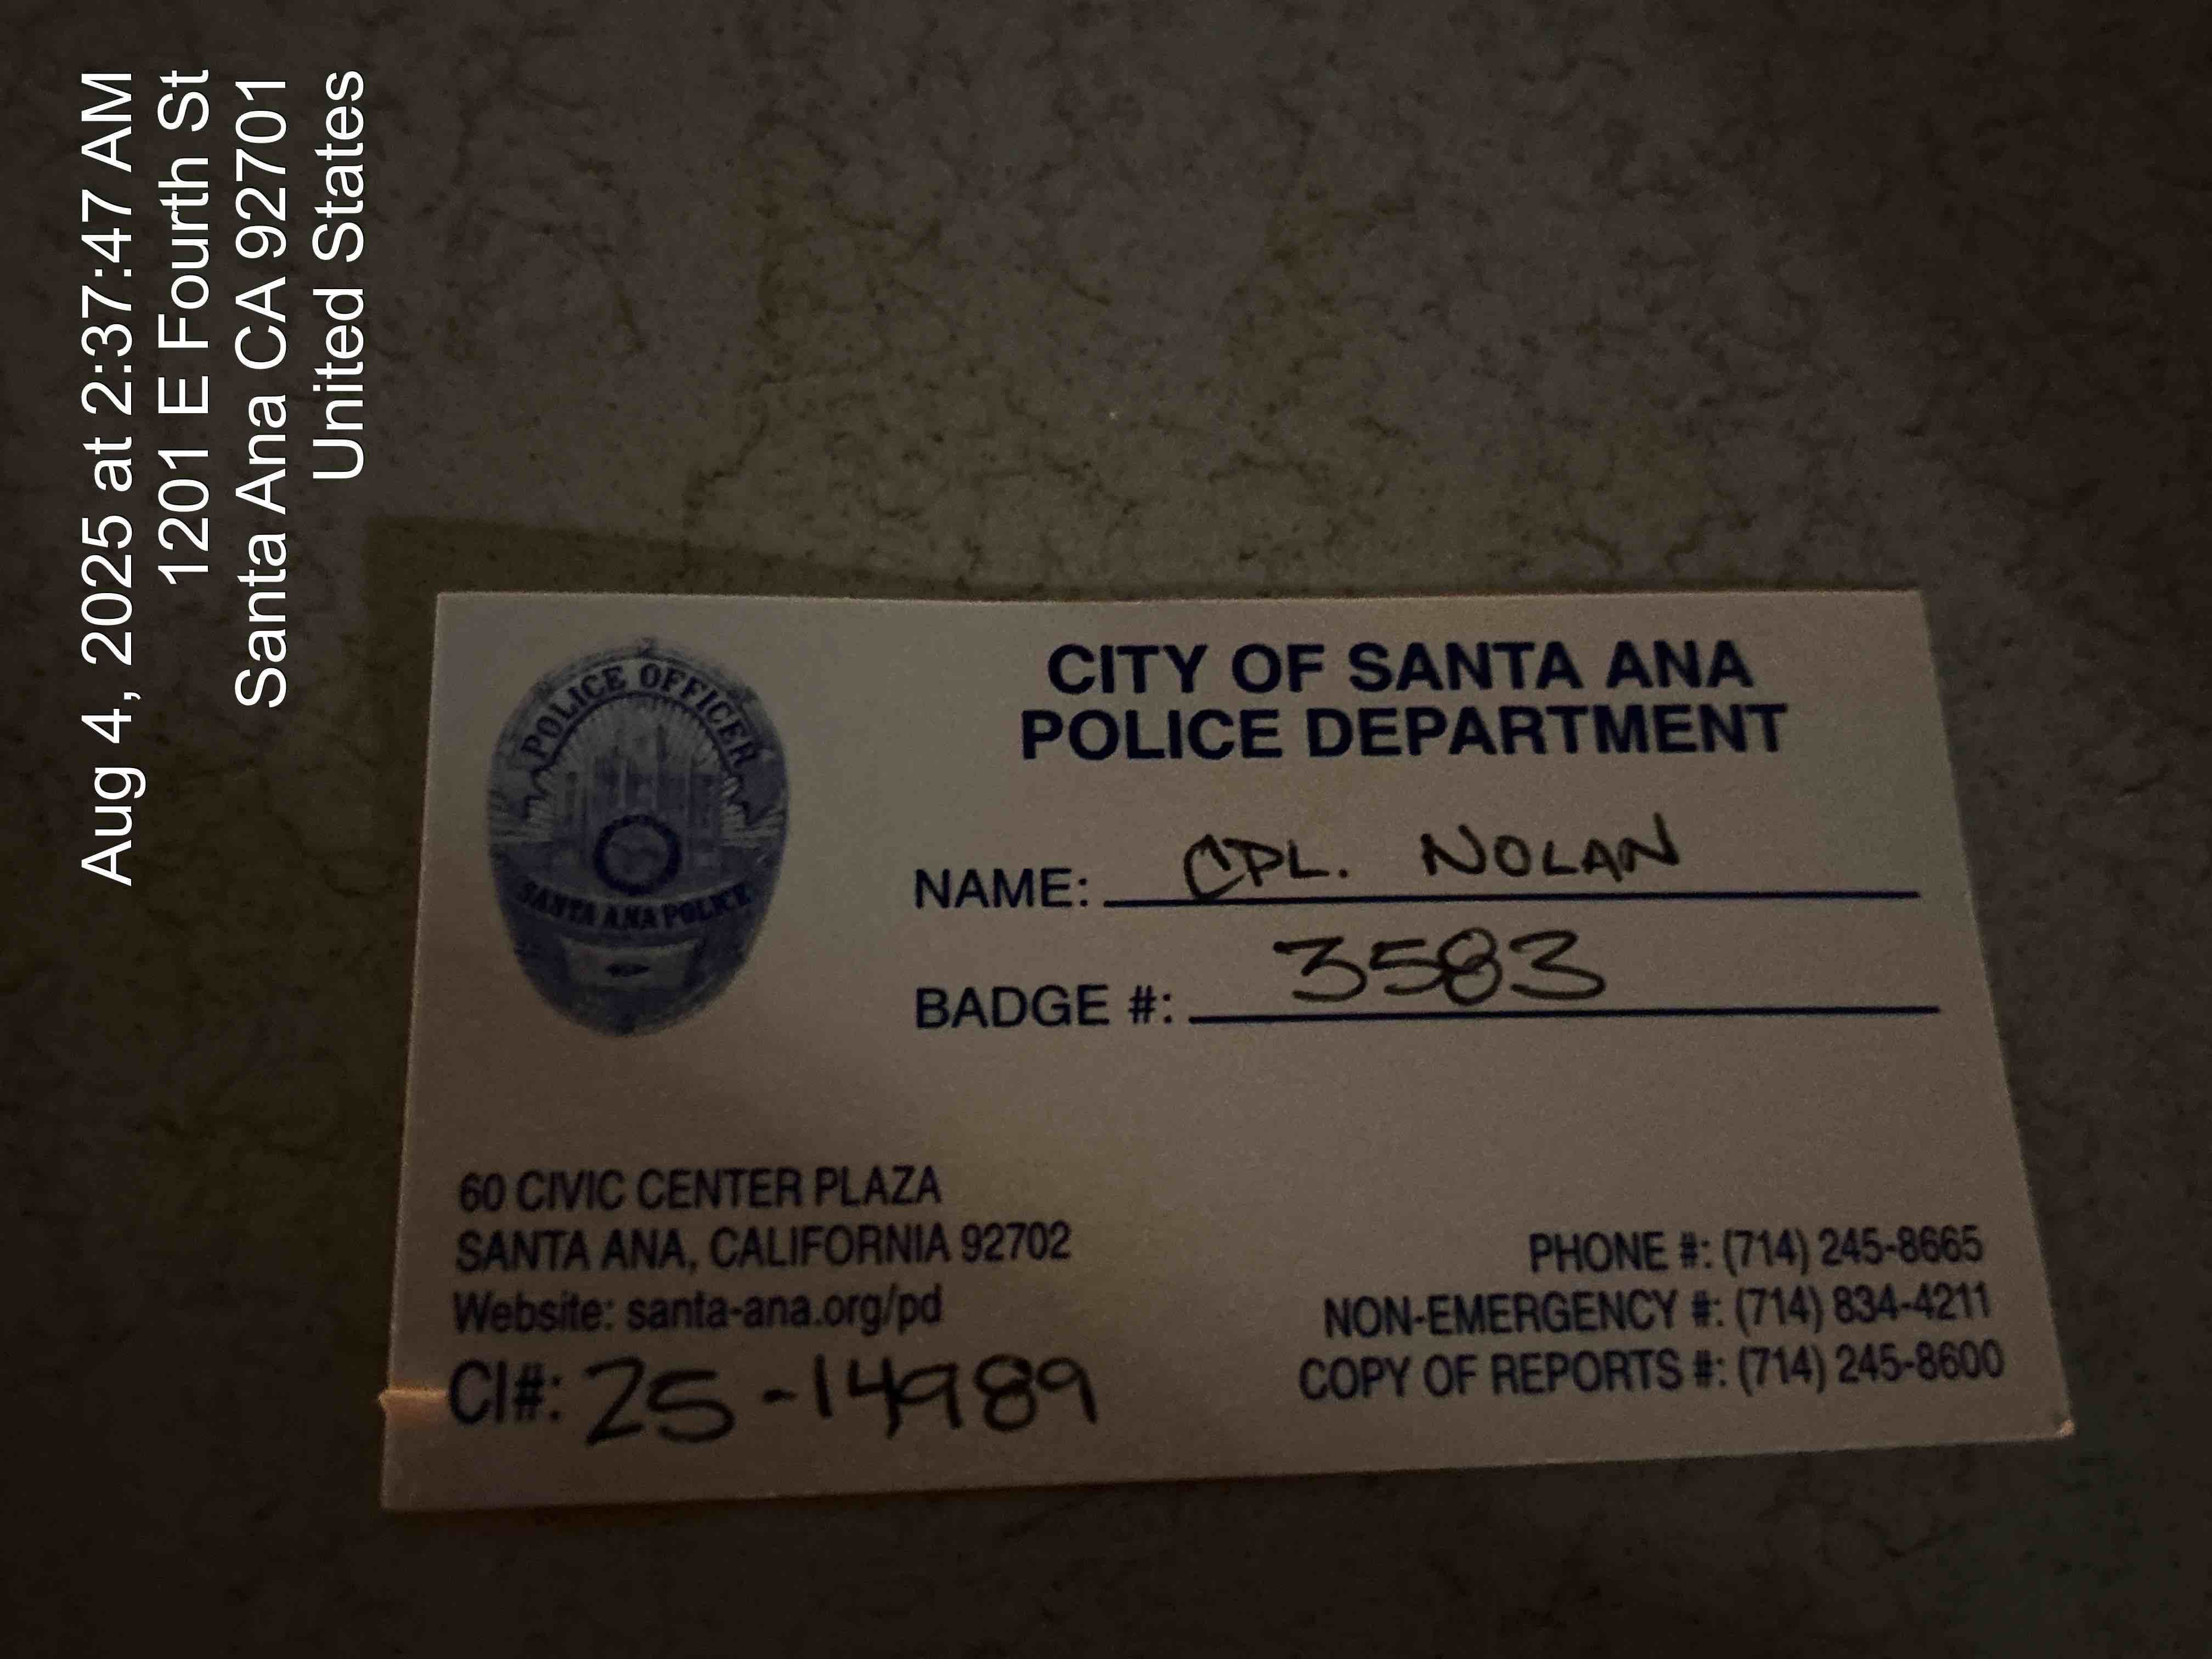 Aug 4, 2025 at 2:37:47 AM
1201 E Fourth St
Santa Ana CA 92701
United States
POLICE OFFICER
SANTA ANA POLICE
CITY OF SANTA ANA
POLICE DEPARTMENT
NAME: CPL. NOLAN
BADGE #: 3583
60 CIVIC CENTER PLAZA
SANTA ANA, CALIFORNIA 92702
Website: santa-ana.org/pd
CI#: 25-14989
PHONE #: (714) 245-8665
NON-EMERGENCY #: (714) 834-4211
COPY OF REPORTS #: (714) 245-8600